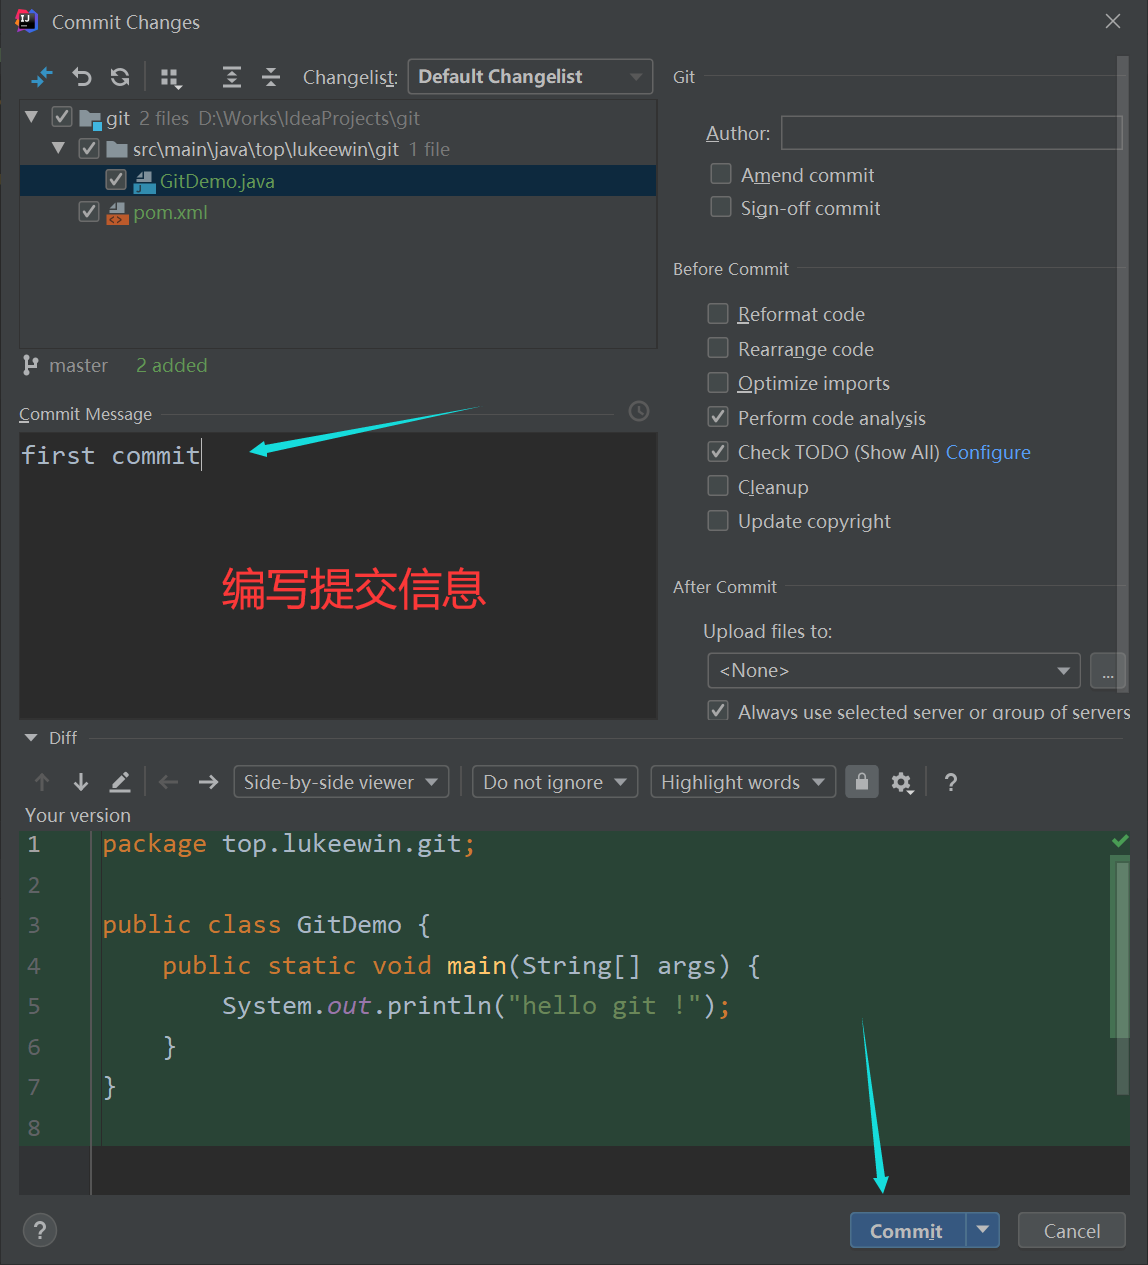 Commit Changes
Changelist: Default Changelist
git 2 files D:\Works\IdeaProjects\git
src\main\java\top\lukeewin\git 1 file
GitDemo.java
pom.xml
master 2 added
Commit Message
first commit
编写提交信息
Git
Author:
Amend commit
Sign-off commit
Before Commit
Reformat code
Rearrange code
Optimize imports
Perform code analysis
Check TODO (Show All) Configure
Cleanup
Update copyright
After Commit
Upload files to:
<None>
...
Always use selected server or group of servers
Diff
Side-by-side viewer Do not ignore Highlight words ?
Your version
1 package top.lukeewin.git;
2
3 public class GitDemo {
4 public static void main(String[] args) {
5 System.out.println("hello git !");
6 }
7 }
8
? Commit Cancel